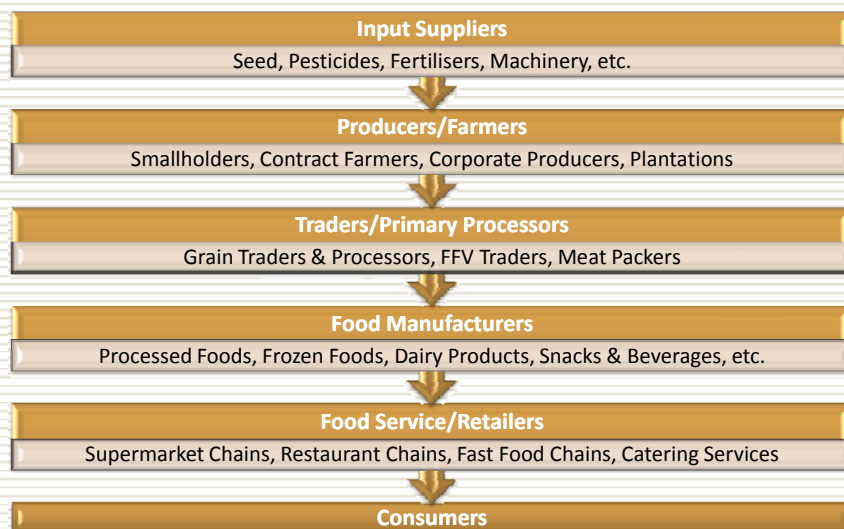 Input Suppliers
Seed, Pesticides, Fertilisers, Machinery, etc.
Producers/Farmers
Smallholders, Contract Farmers, Corporate Producers, Plantations
Traders/Primary Processors
Grain Traders & Processors, FFV Traders, Meat Packers
Food Manufacturers
Processed Foods, Frozen Foods, Dairy Products, Snacks & Beverages, etc.
Food Service/Retailers
Supermarket Chains, Restaurant Chains, Fast Food Chains, Catering Services
Consumers